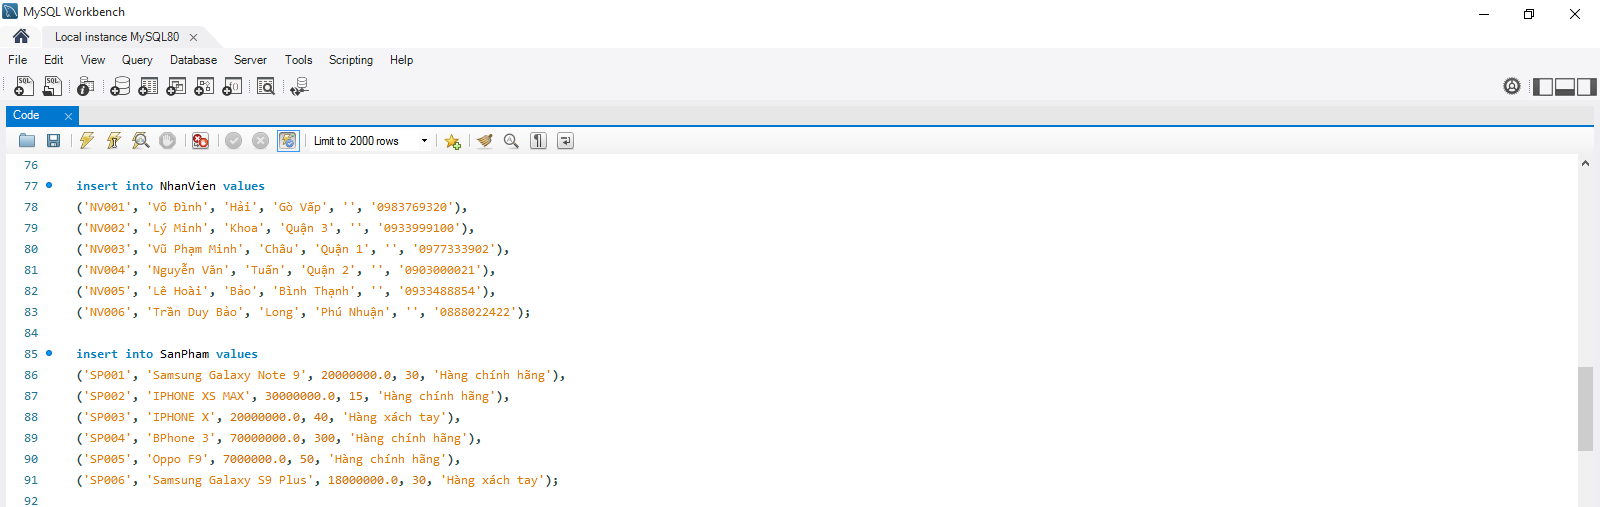 MySQL Workbench
Local instance MySQL80
File Edit View Query Database Server Tools Scripting Help
SQL SQL
Code
Limit to 2000 rows
76
77 insert into NhanVien values
78 ('NV001', 'Võ Đình', 'Hải', 'Gò Vấp', '', '0983769320'),
79 ('NV002', 'Lý Minh', 'Khoa', 'Quận 3', '', '0933999100'),
80 ('NV003', 'Vũ Phạm Minh', 'Châu', 'Quận 1', '', '0977333902'),
81 ('NV004', 'Nguyễn Văn', 'Tuấn', 'Quận 2', '', '0903000021'),
82 ('NV005', 'Lê Hoài', 'Bảo', 'Bình Thạnh', '', '0933488854'),
83 ('NV006', 'Trần Duy Bảo', 'Long', 'Phú Nhuận', '', '0888022422');
84
85 insert into SanPham values
86 ('SP001', 'Samsung Galaxy Note 9', 20000000.0, 30, 'Hàng chính hãng'),
87 ('SP002', 'IPHONE XS MAX', 30000000.0, 15, 'Hàng chính hãng'),
88 ('SP003', 'IPHONE X', 20000000.0, 40, 'Hàng xách tay'),
89 ('SP004', 'BPhone 3', 70000000.0, 300, 'Hàng chính hãng'),
90 ('SP005', 'Oppo F9', 7000000.0, 50, 'Hàng chính hãng'),
91 ('SP006', 'Samsung Galaxy S9 Plus', 18000000.0, 30, 'Hàng xách tay');
92